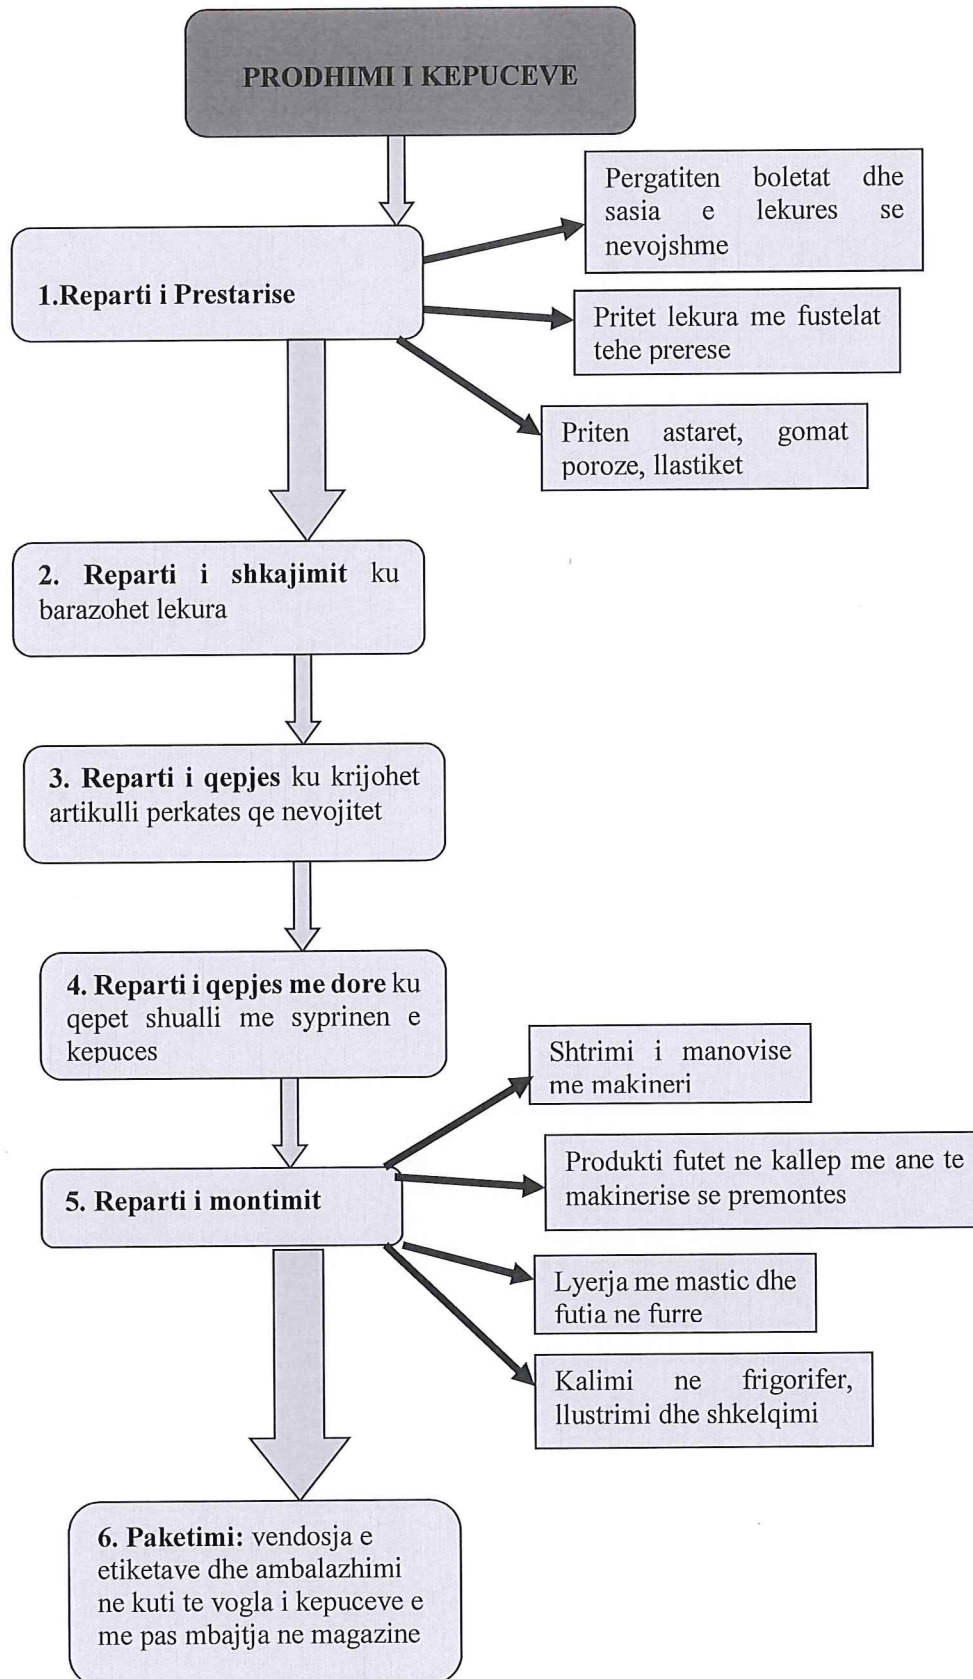 PRODHIMI I KEPUCEVE
Pergatiten boletat dhe
sasia e lekures se
nevojshme
1.Reparti i Prestarise
Pritet lekura me fustelat
tehe prerese
Priten astaret, gomat
poroze, llastiket
2. Reparti i shkajimit ku
barazohet lekura
3. Reparti i qepjes ku krijohet
artikulli perkates qe nevojitet
4. Reparti i qepjes me dore ku
qepet shualli me syprinen e
kepuces
Shtrimi i manovise
me makineri
5. Reparti i montimit
Produkti futet ne kallep me ane te
makinerise se premontes
Lyerja me mastic dhe
futia ne furre
Kalimi ne frigorifer,
llustrimi dhe shkelqimi
6. Paketimi: vendosja e
etiketave dhe ambalazhimi
ne kuti te vogla i kepuceve e
me pas mbajtja ne magazine